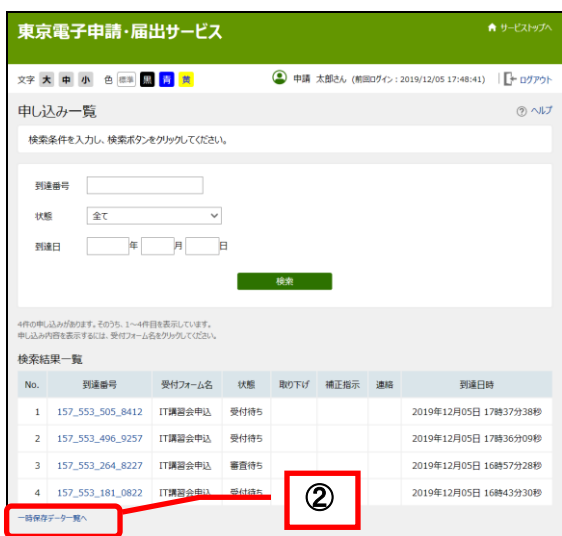 東京電子申請・届出サービス
サービストップへ
文字 大 中 小 色 標準 黒 青 黄
申請 太郎さん (前回ログイン:2019/12/05 17:48:41) ログアウト
申し込み一覧
ヘルプ
検索条件を入力し、検索ボタンをクリックしてください。
到達番号
状態 全て
到達日 年 月 日
検索
4件の申し込みがあります。そのうち、1~4件目を表示しています。
申し込み内容を表示するには、受付フォーム名をクリックしてください。
検索結果一覧
No. 到達番号 受付フォーム名 状態 取り下げ 補正指示 連絡 到達日時
1 157_553_505_8412 IT講習会申込 受付待ち 2019年12月05日 17時37分38秒
2 157_553_496_9257 IT講習会申込 受付待ち 2019年12月05日 17時36分09秒
3 157_553_264_8227 IT講習会申込 審査待ち 2019年12月05日 16時57分28秒
4 157_553_181_0822 IT講習会申込 受付待ち 2019年12月05日 16時43分30秒
②
一時保存データ一覧へ